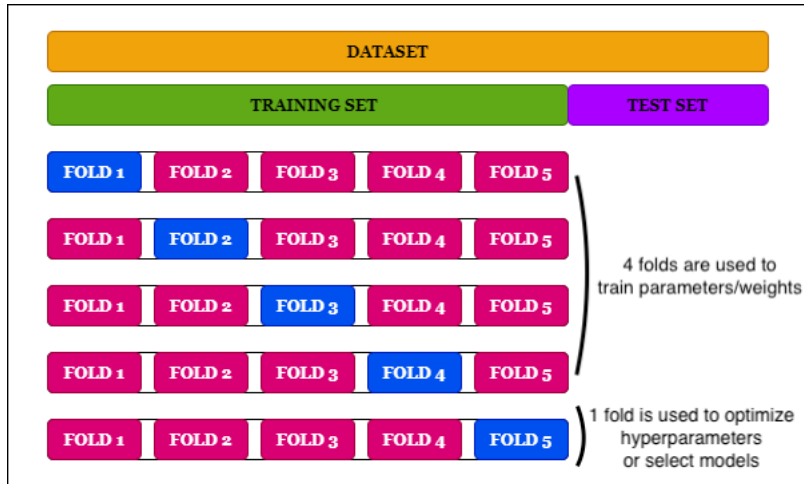 DATASET
TRAINING SET TEST SET
FOLD 1 FOLD 2 FOLD 3 FOLD 4 FOLD 5
FOLD 1 FOLD 2 FOLD 3 FOLD 4 FOLD 5
FOLD 1 FOLD 2 FOLD 3 FOLD 4 FOLD 5
FOLD 1 FOLD 2 FOLD 3 FOLD 4 FOLD 5
FOLD 1 FOLD 2 FOLD 3 FOLD 4 FOLD 5
4 folds are used to
train parameters/weights
1 fold is used to optimize
hyperparameters
or select models